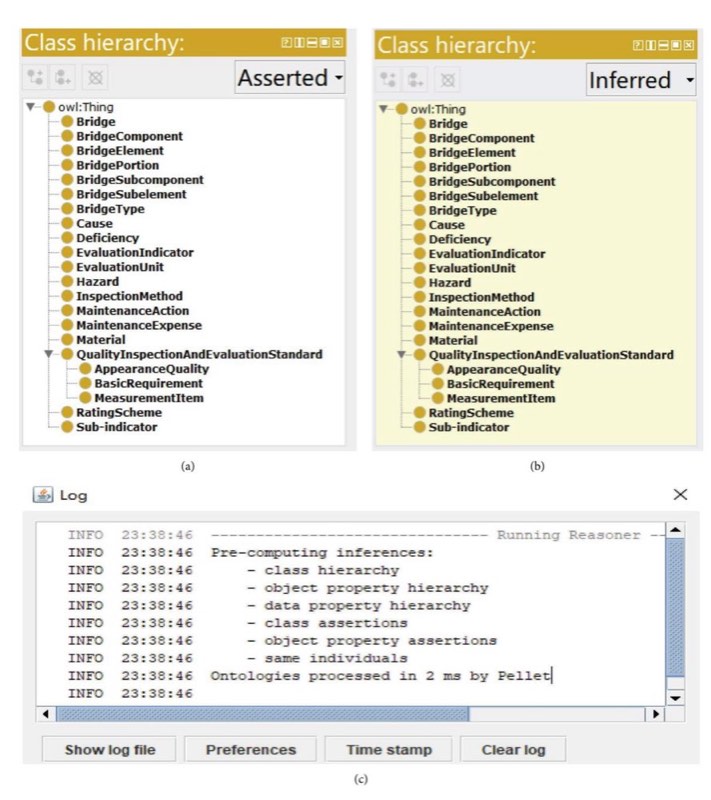 Class hierarchy:
Asserted
owl:Thing
Bridge
BridgeComponent
BridgeElement
BridgePortion
BridgeSubcomponent
BridgeSubelement
BridgeType
Cause
Deficiency
EvaluationIndicator
EvaluationUnit
Hazard
InspectionMethod
MaintenanceAction
MaintenanceExpense
Material
QualityInspectionAndEvaluationStandard
AppearanceQuality
BasicRequirement
MeasurementItem
RatingScheme
Sub-indicator
(a)
Class hierarchy:
Inferred
owl:Thing
Bridge
BridgeComponent
BridgeElement
BridgePortion
BridgeSubcomponent
BridgeSubelement
BridgeType
Cause
Deficiency
EvaluationIndicator
EvaluationUnit
Hazard
InspectionMethod
MaintenanceAction
MaintenanceExpense
Material
QualityInspectionAndEvaluationStandard
AppearanceQuality
BasicRequirement
MeasurementItem
RatingScheme
Sub-indicator
(b)
Log
INFO 23:38:46 ------------------------------- Running Reasoner --
INFO 23:38:46 Pre-computing inferences:
INFO 23:38:46 - class hierarchy
INFO 23:38:46 - object property hierarchy
INFO 23:38:46 - data property hierarchy
INFO 23:38:46 - class assertions
INFO 23:38:46 - object property assertions
INFO 23:38:46 - same individuals
INFO 23:38:46 Ontologies processed in 2 ms by Pellet
INFO 23:38:46
Show log file Preferences Time stamp Clear log
(c)